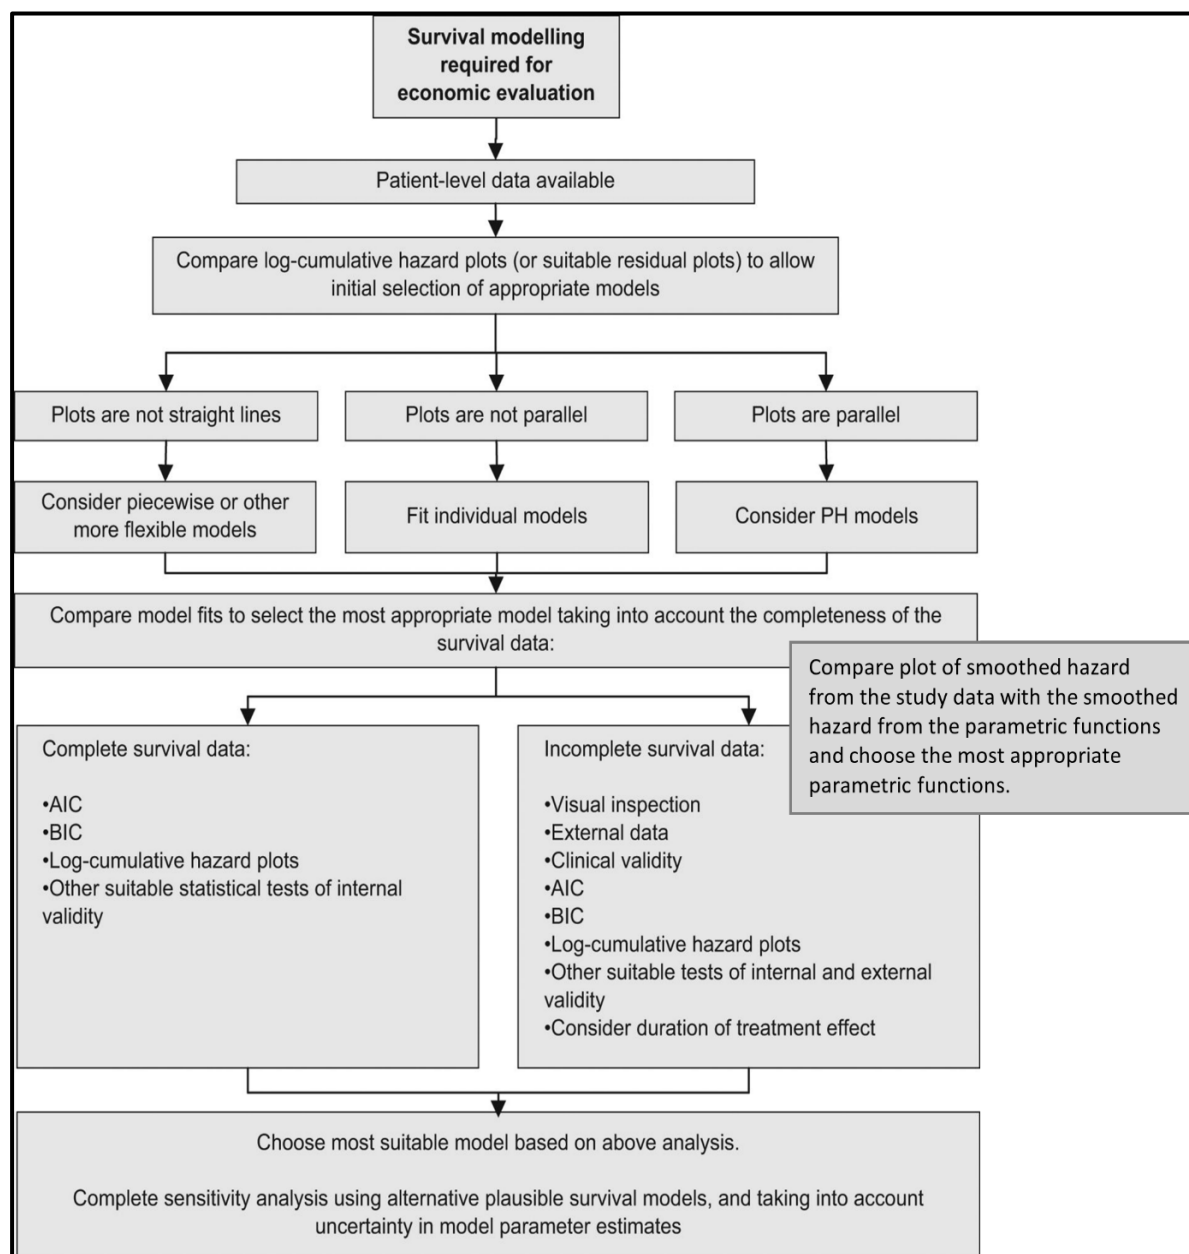 Survival modelling
required for
economic evaluation
Patient-level data available
Compare log-cumulative hazard plots (or suitable residual plots) to allow
initial selection of appropriate models
Plots are not straight lines
Plots are not parallel
Plots are parallel
Consider piecewise or other
more flexible models
Fit individual models
Consider PH models
Compare model fits to select the most appropriate model taking into account the completeness of the
survival data:
Compare plot of smoothed hazard
from the study data with the smoothed
hazard from the parametric functions
and choose the most appropriate
parametric functions.
Complete survival data:
•AIC
•BIC
•Log-cumulative hazard plots
•Other suitable statistical tests of internal
validity
Incomplete survival data:
•Visual inspection
•External data
•Clinical validity
•AIC
•BIC
•Log-cumulative hazard plots
•Other suitable tests of internal and external
validity
•Consider duration of treatment effect
Choose most suitable model based on above analysis.
Complete sensitivity analysis using alternative plausible survival models, and taking into account
uncertainty in model parameter estimates